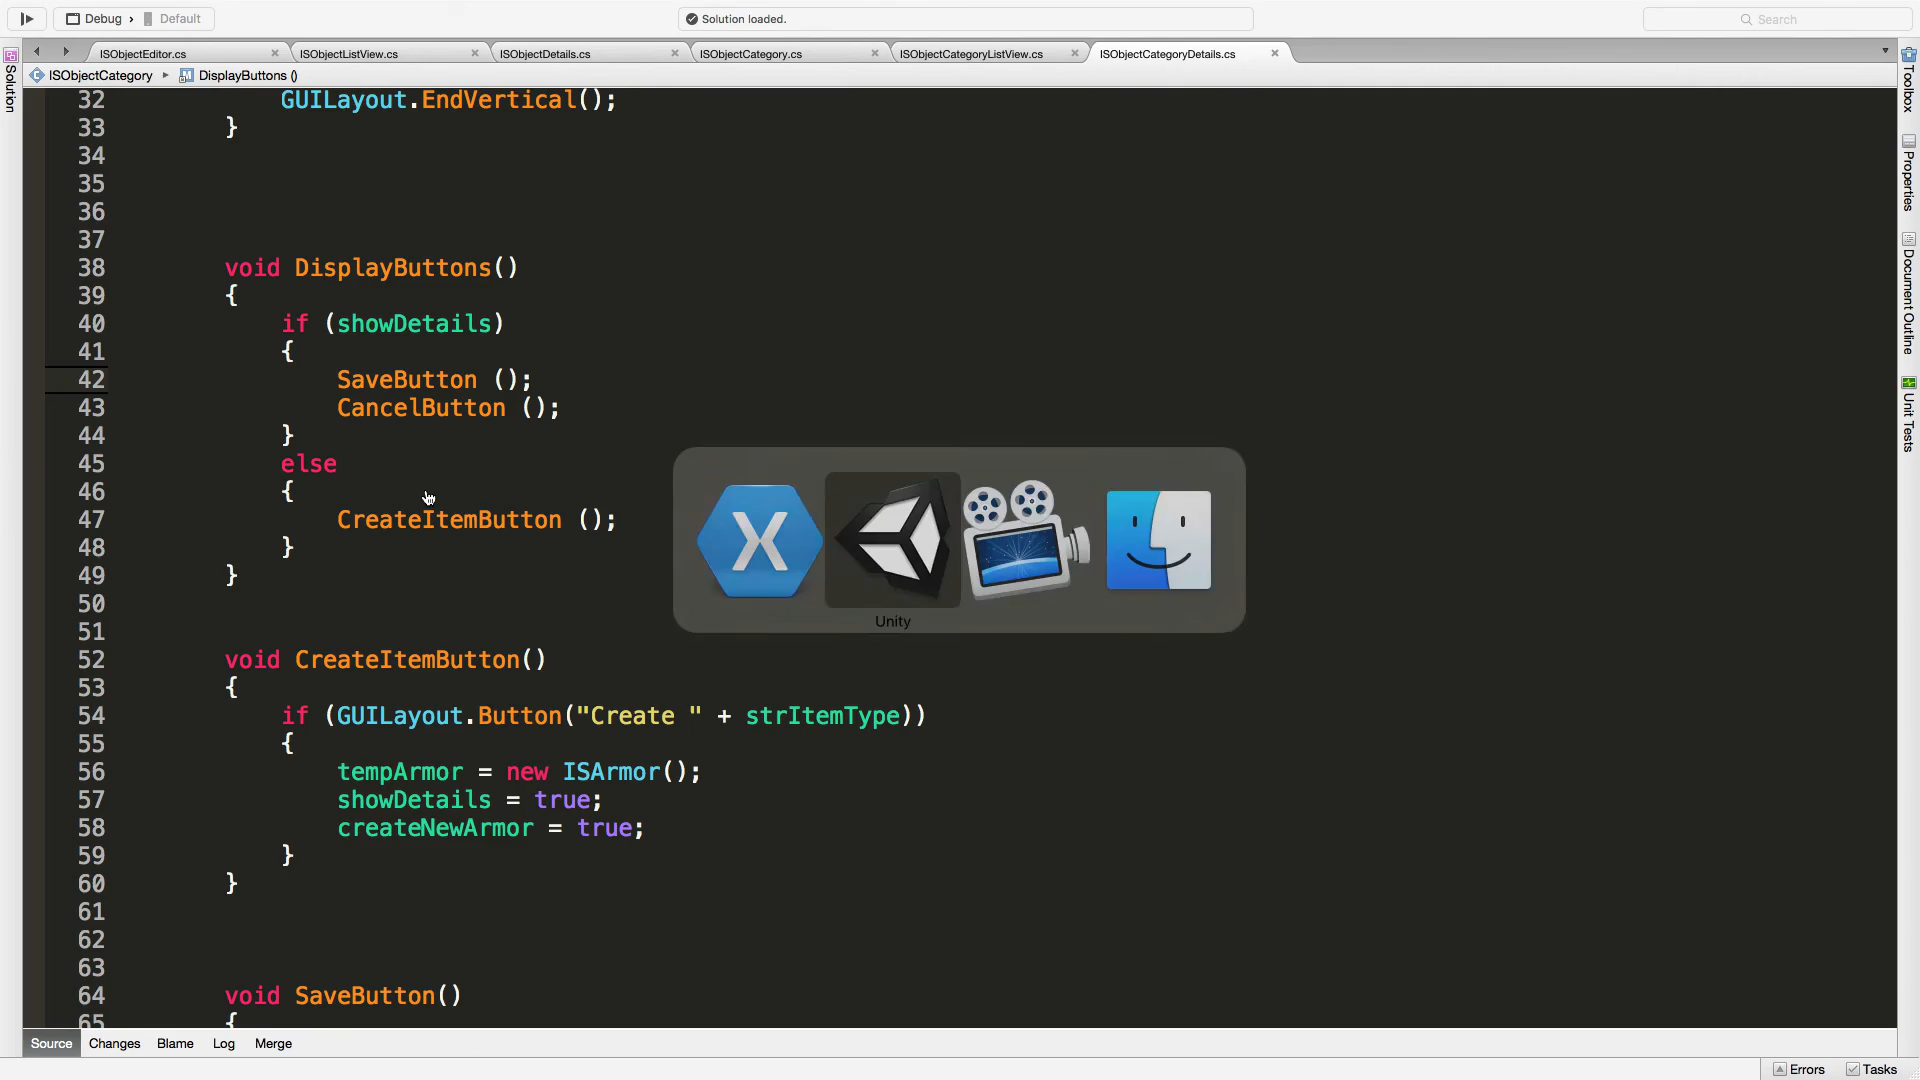 Debug › Default
Solution loaded.
Search
ISObjectEditor.cs
ISObjectListView.cs
ISObjectDetails.cs
ISObjectCategory.cs
ISObjectCategoryListView.cs
ISObjectCategoryDetails.cs
ISObjectCategory
DisplayButtons ()
Solution
Toolbox
Properties
Document Outline
Unit Tests
32 GUILayout.EndVertical();
33 }
34
35
36
37
38 void DisplayButtons()
39 {
40 if (showDetails)
41 {
42 SaveButton ();
43 CancelButton ();
44 }
45 else
46 {
47 CreateItemButton ();
48 }
49 }
50
51
52 void CreateItemButton()
53 {
54 if (GUILayout.Button("Create " + strItemType))
55 {
56 tempArmor = new ISArmor();
57 showDetails = true;
58 createNewArmor = true;
59 }
60 }
61
62
63
64 void SaveButton()
65 {
Unity
Source
Changes
Blame
Log
Merge
Errors
Tasks